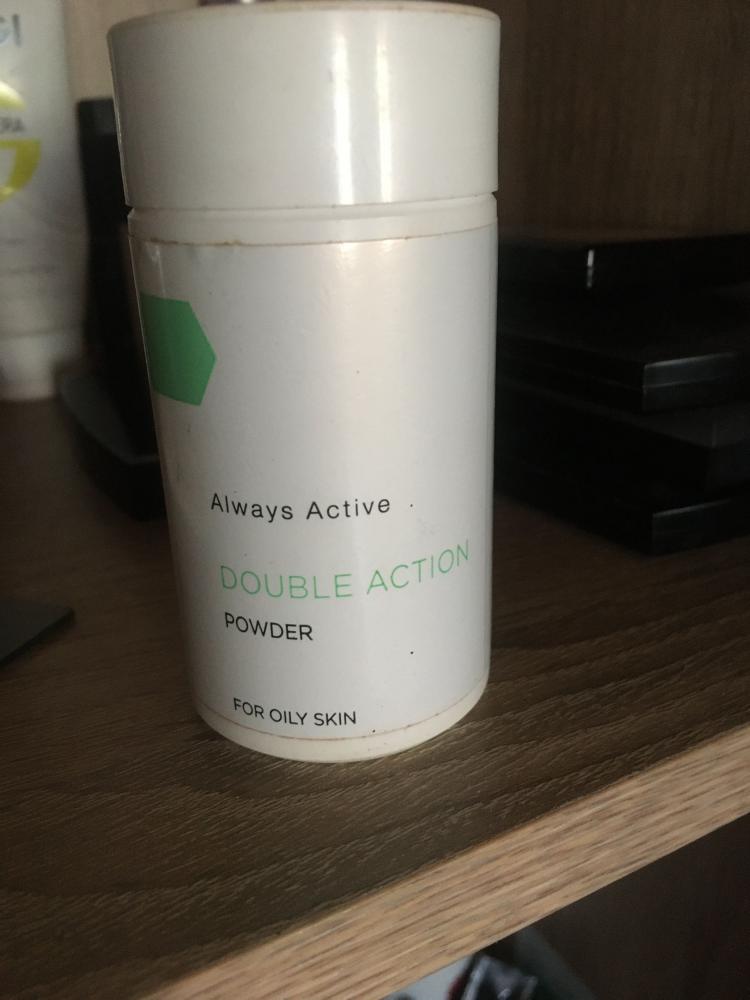 Always Active
DOUBLE ACTION
POWDER
FOR OILY SKIN